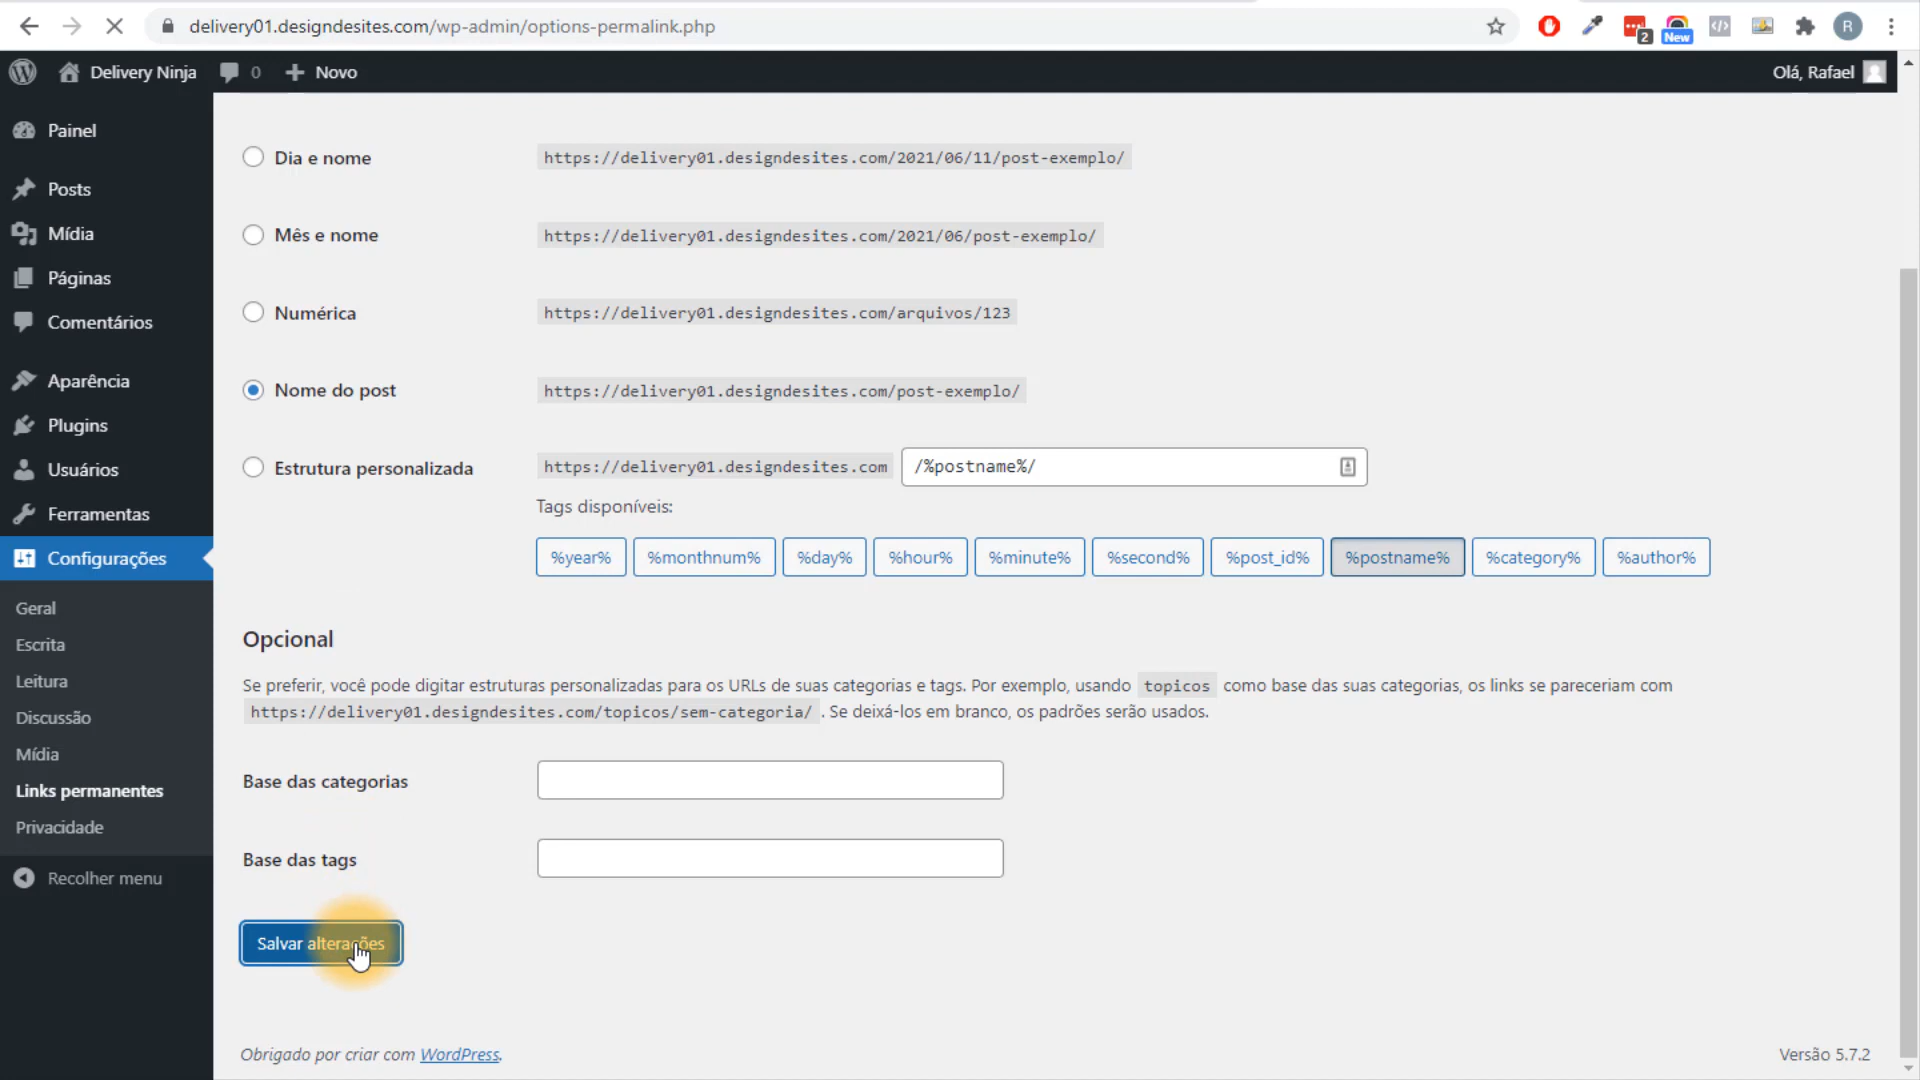 delivery01.designdesites.com/wp-admin/options-permalink.php
2
New
R
Delivery Ninja
0
Novo
Olá, Rafael
Painel
Posts
Mídia
Páginas
Comentários
Aparência
Plugins
Usuários
Ferramentas
Configurações
Geral
Escrita
Leitura
Discussão
Mídia
Links permanentes
Privacidade
Recolher menu
Dia e nome
https://delivery01.designdesites.com/2021/06/11/post-exemplo/
Mês e nome
https://delivery01.designdesites.com/2021/06/post-exemplo/
Numérica
https://delivery01.designdesites.com/arquivos/123
Nome do post
https://delivery01.designdesites.com/post-exemplo/
Estrutura personalizada
https://delivery01.designdesites.com
/%postname%/
Tags disponíveis:
%year% %monthnum% %day% %hour% %minute% %second% %post_id% %postname% %category% %author%
Opcional
Se preferir, você pode digitar estruturas personalizadas para os URLs de suas categorias e tags. Por exemplo, usando topicos como base das suas categorias, os links se pareceriam com
https://delivery01.designdesites.com/topicos/sem-categoria/ . Se deixá-los em branco, os padrões serão usados.
Base das categorias
Base das tags
Salvar alterações
Obrigado por criar com WordPress.
Versão 5.7.2